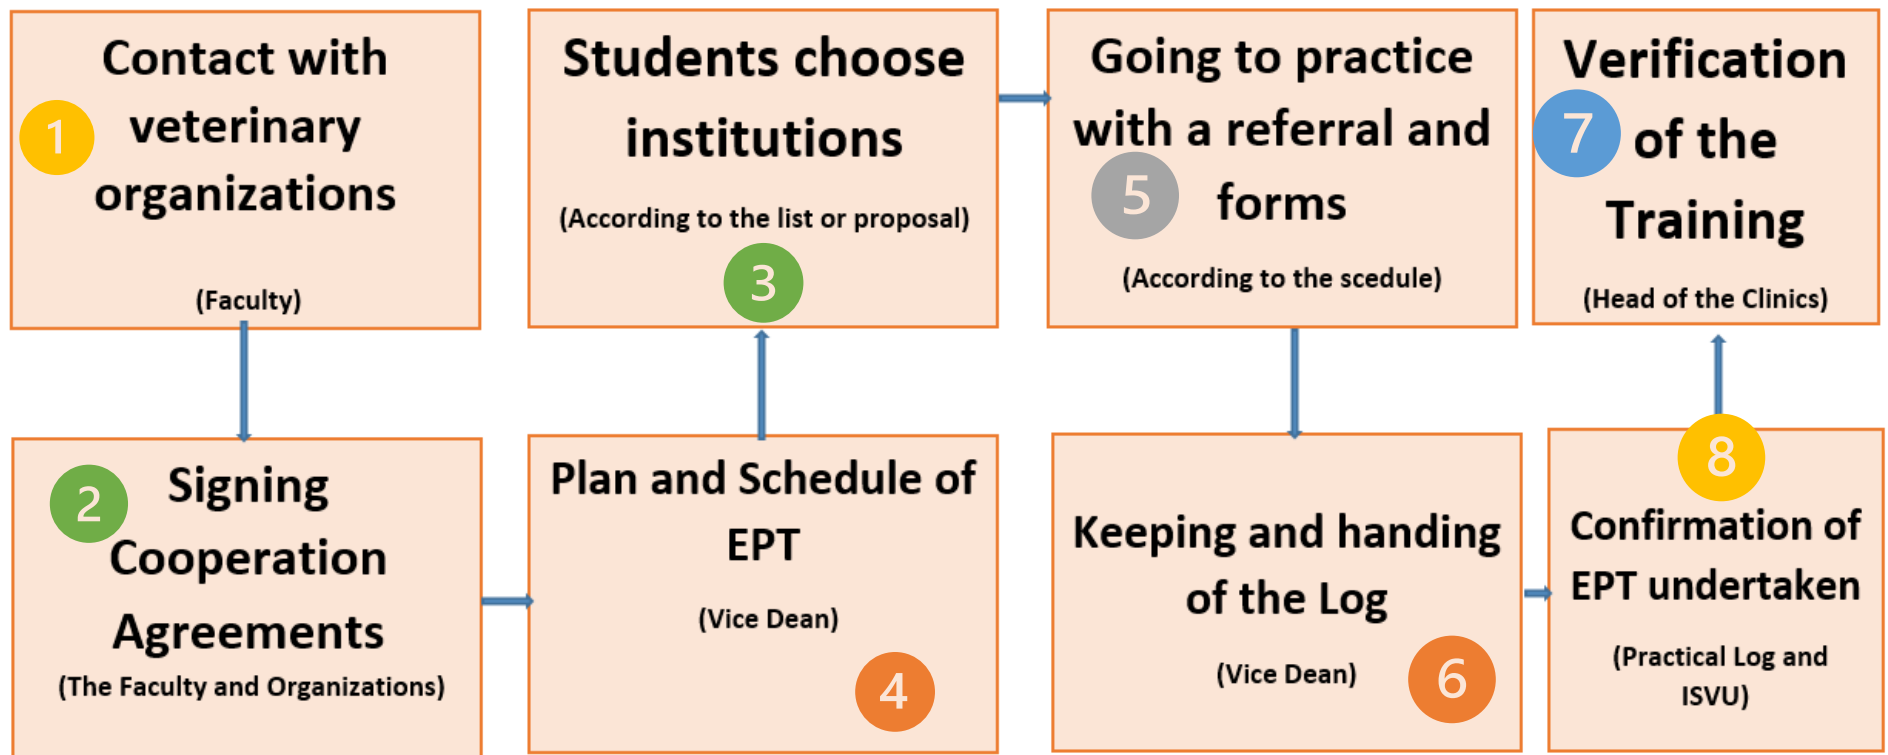 Contact with
veterinary
organizations
(Faculty)
1
Signing
Cooperation
Agreements
(The Faculty and Organizations)
2
Students choose
institutions
(According to the list or proposal)
3
Plan and Schedule of
EPT
(Vice Dean)
4
Going to practice
with a referral and
forms
(According to the scedule)
5
Keeping and handing
of the Log
(Vice Dean)
6
Verification
of the
Training
(Head of the Clinics)
7
8
Confirmation of
EPT undertaken
(Practical Log and
ISVU)